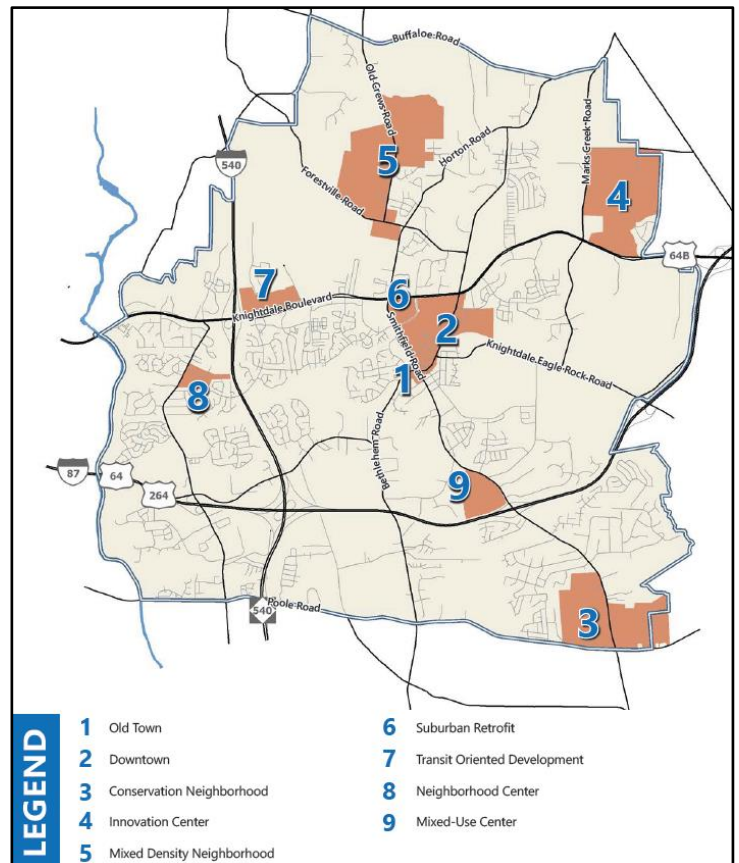 Buffaloe Road
Old Crews Road
Marks Creek Road
Horton Road
540
5
Forestville Road
4
64B
7
6
Knightdale Boulevard
2
Smithfield Road
Knightdale Eagle Rock Road
1
8
Bethlehem Road
87
64
264
9
540
Poole Road
3
LEGEND
1 Old Town
2 Downtown
3 Conservation Neighborhood
4 Innovation Center
5 Mixed Density Neighborhood
6 Suburban Retrofit
7 Transit Oriented Development
8 Neighborhood Center
9 Mixed-Use Center